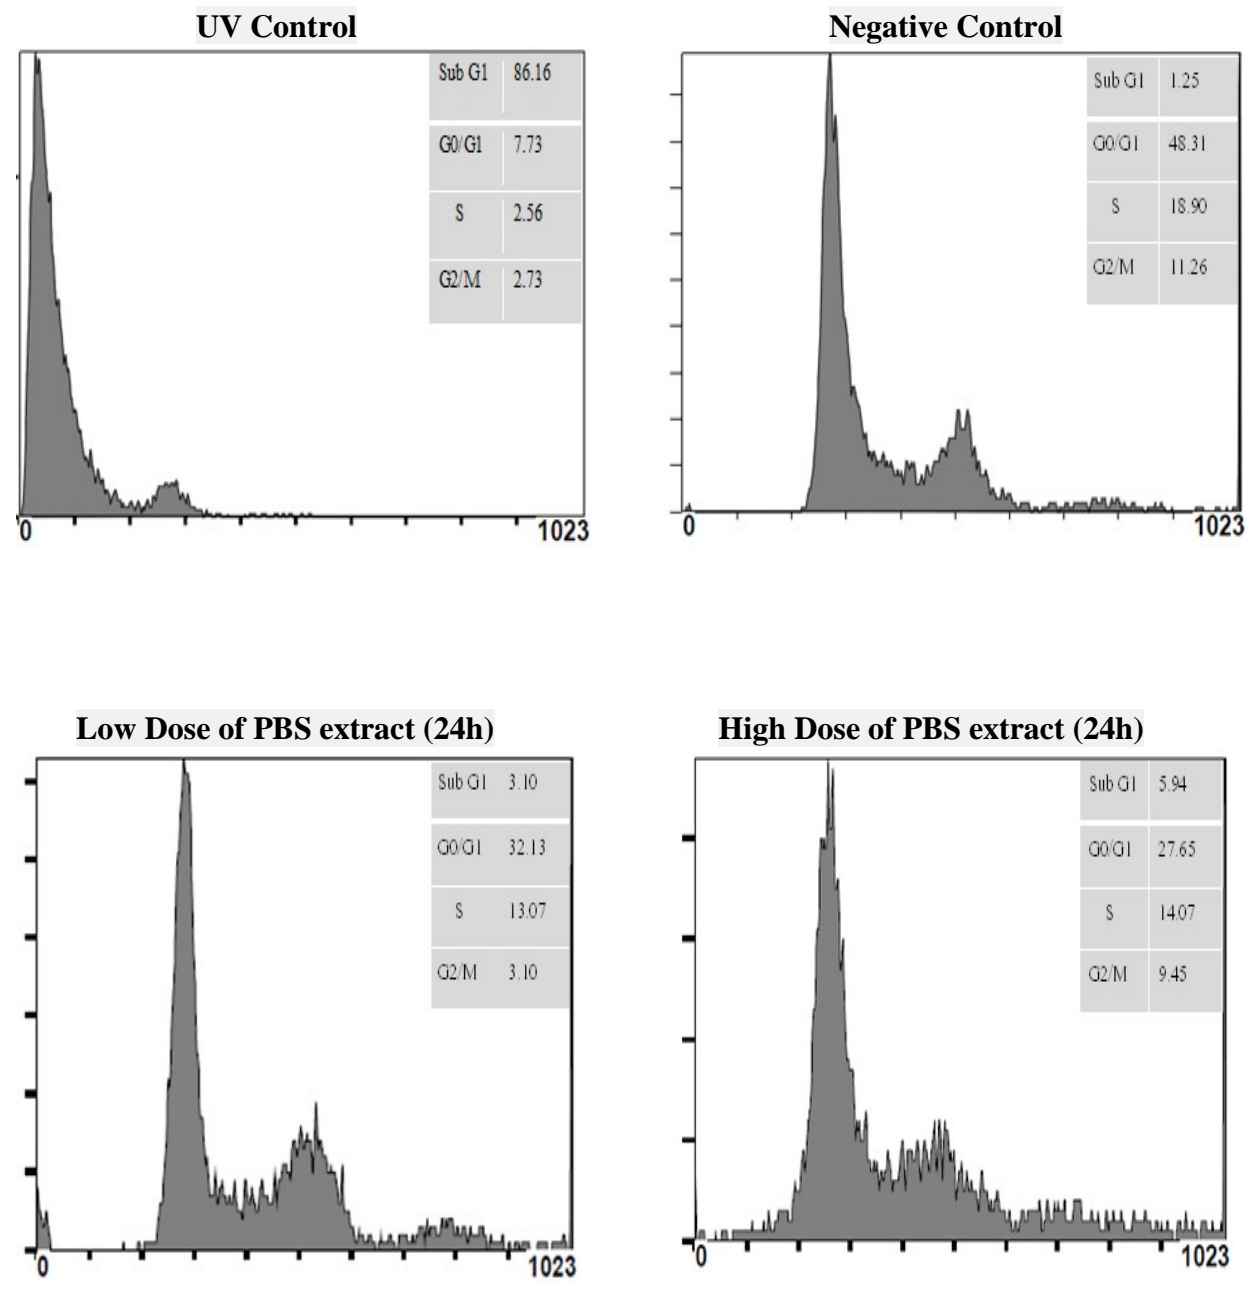 UV Control
Sub G1 86.16
G0/G1 7.73
S 2.56
G2/M 2.73
0 1023
Negative Control
Sub G1 1.25
G0/G1 48.31
S 18.90
G2/M 11.26
0 1023
Low Dose of PBS extract (24h)
Sub G1 3.10
G0/G1 32.13
S 13.07
G2/M 3.10
0 1023
High Dose of PBS extract (24h)
Sub G1 5.94
G0/G1 27.65
S 14.07
G2/M 9.45
0 1023